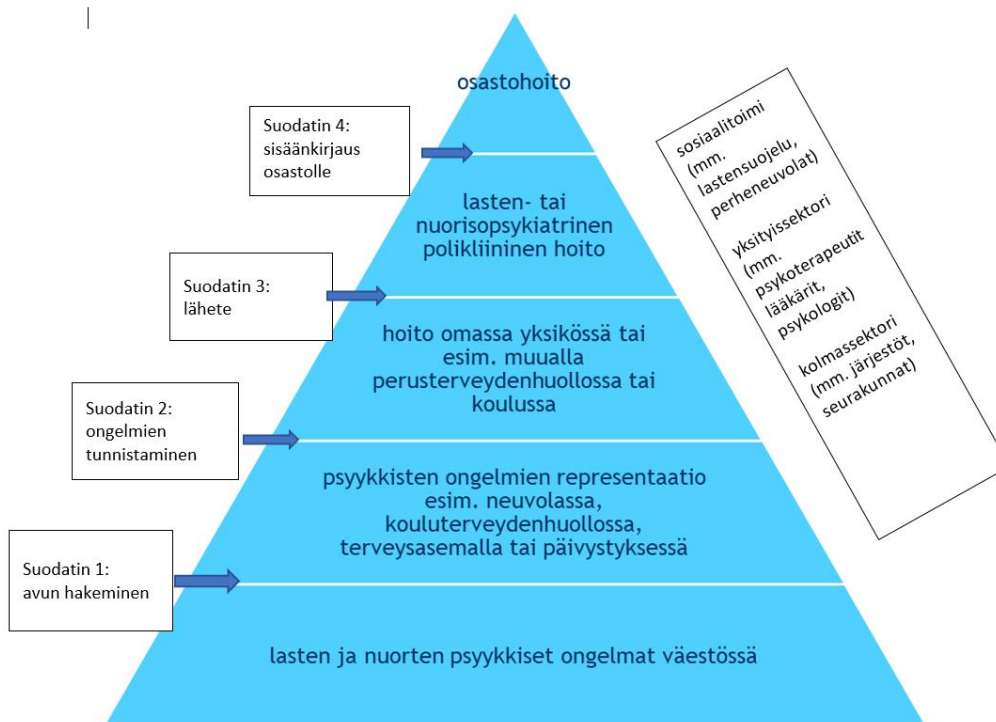 osastohoito
Suodatin 4:
sisäänkirjaus
osastolle
lasten- tai
nuorisopsykiatrinen
polikliininen hoito
Suodatin 3:
lähete
hoito omassa yksikössä tai
esim. muualla
perusterveydenhuollossa tai
koulussa
Suodatin 2:
ongelmien
tunnistaminen
psyykkisten ongelmien representaatio
esim. neuvolassa,
kouluterveydenhuollossa,
terveysasemalla tai päivystyksessä
Suodatin 1:
avun hakeminen
lasten ja nuorten psyykkiset ongelmat väestössä
sosiaalitoimi
(mm.
lastensuojelu,
perheneuvolat)
yksityissektori
(mm.
psykoterapeutit
lääkärit,
psykologit)
kolmassektori
(mm. järjestöt,
seurakunnat)